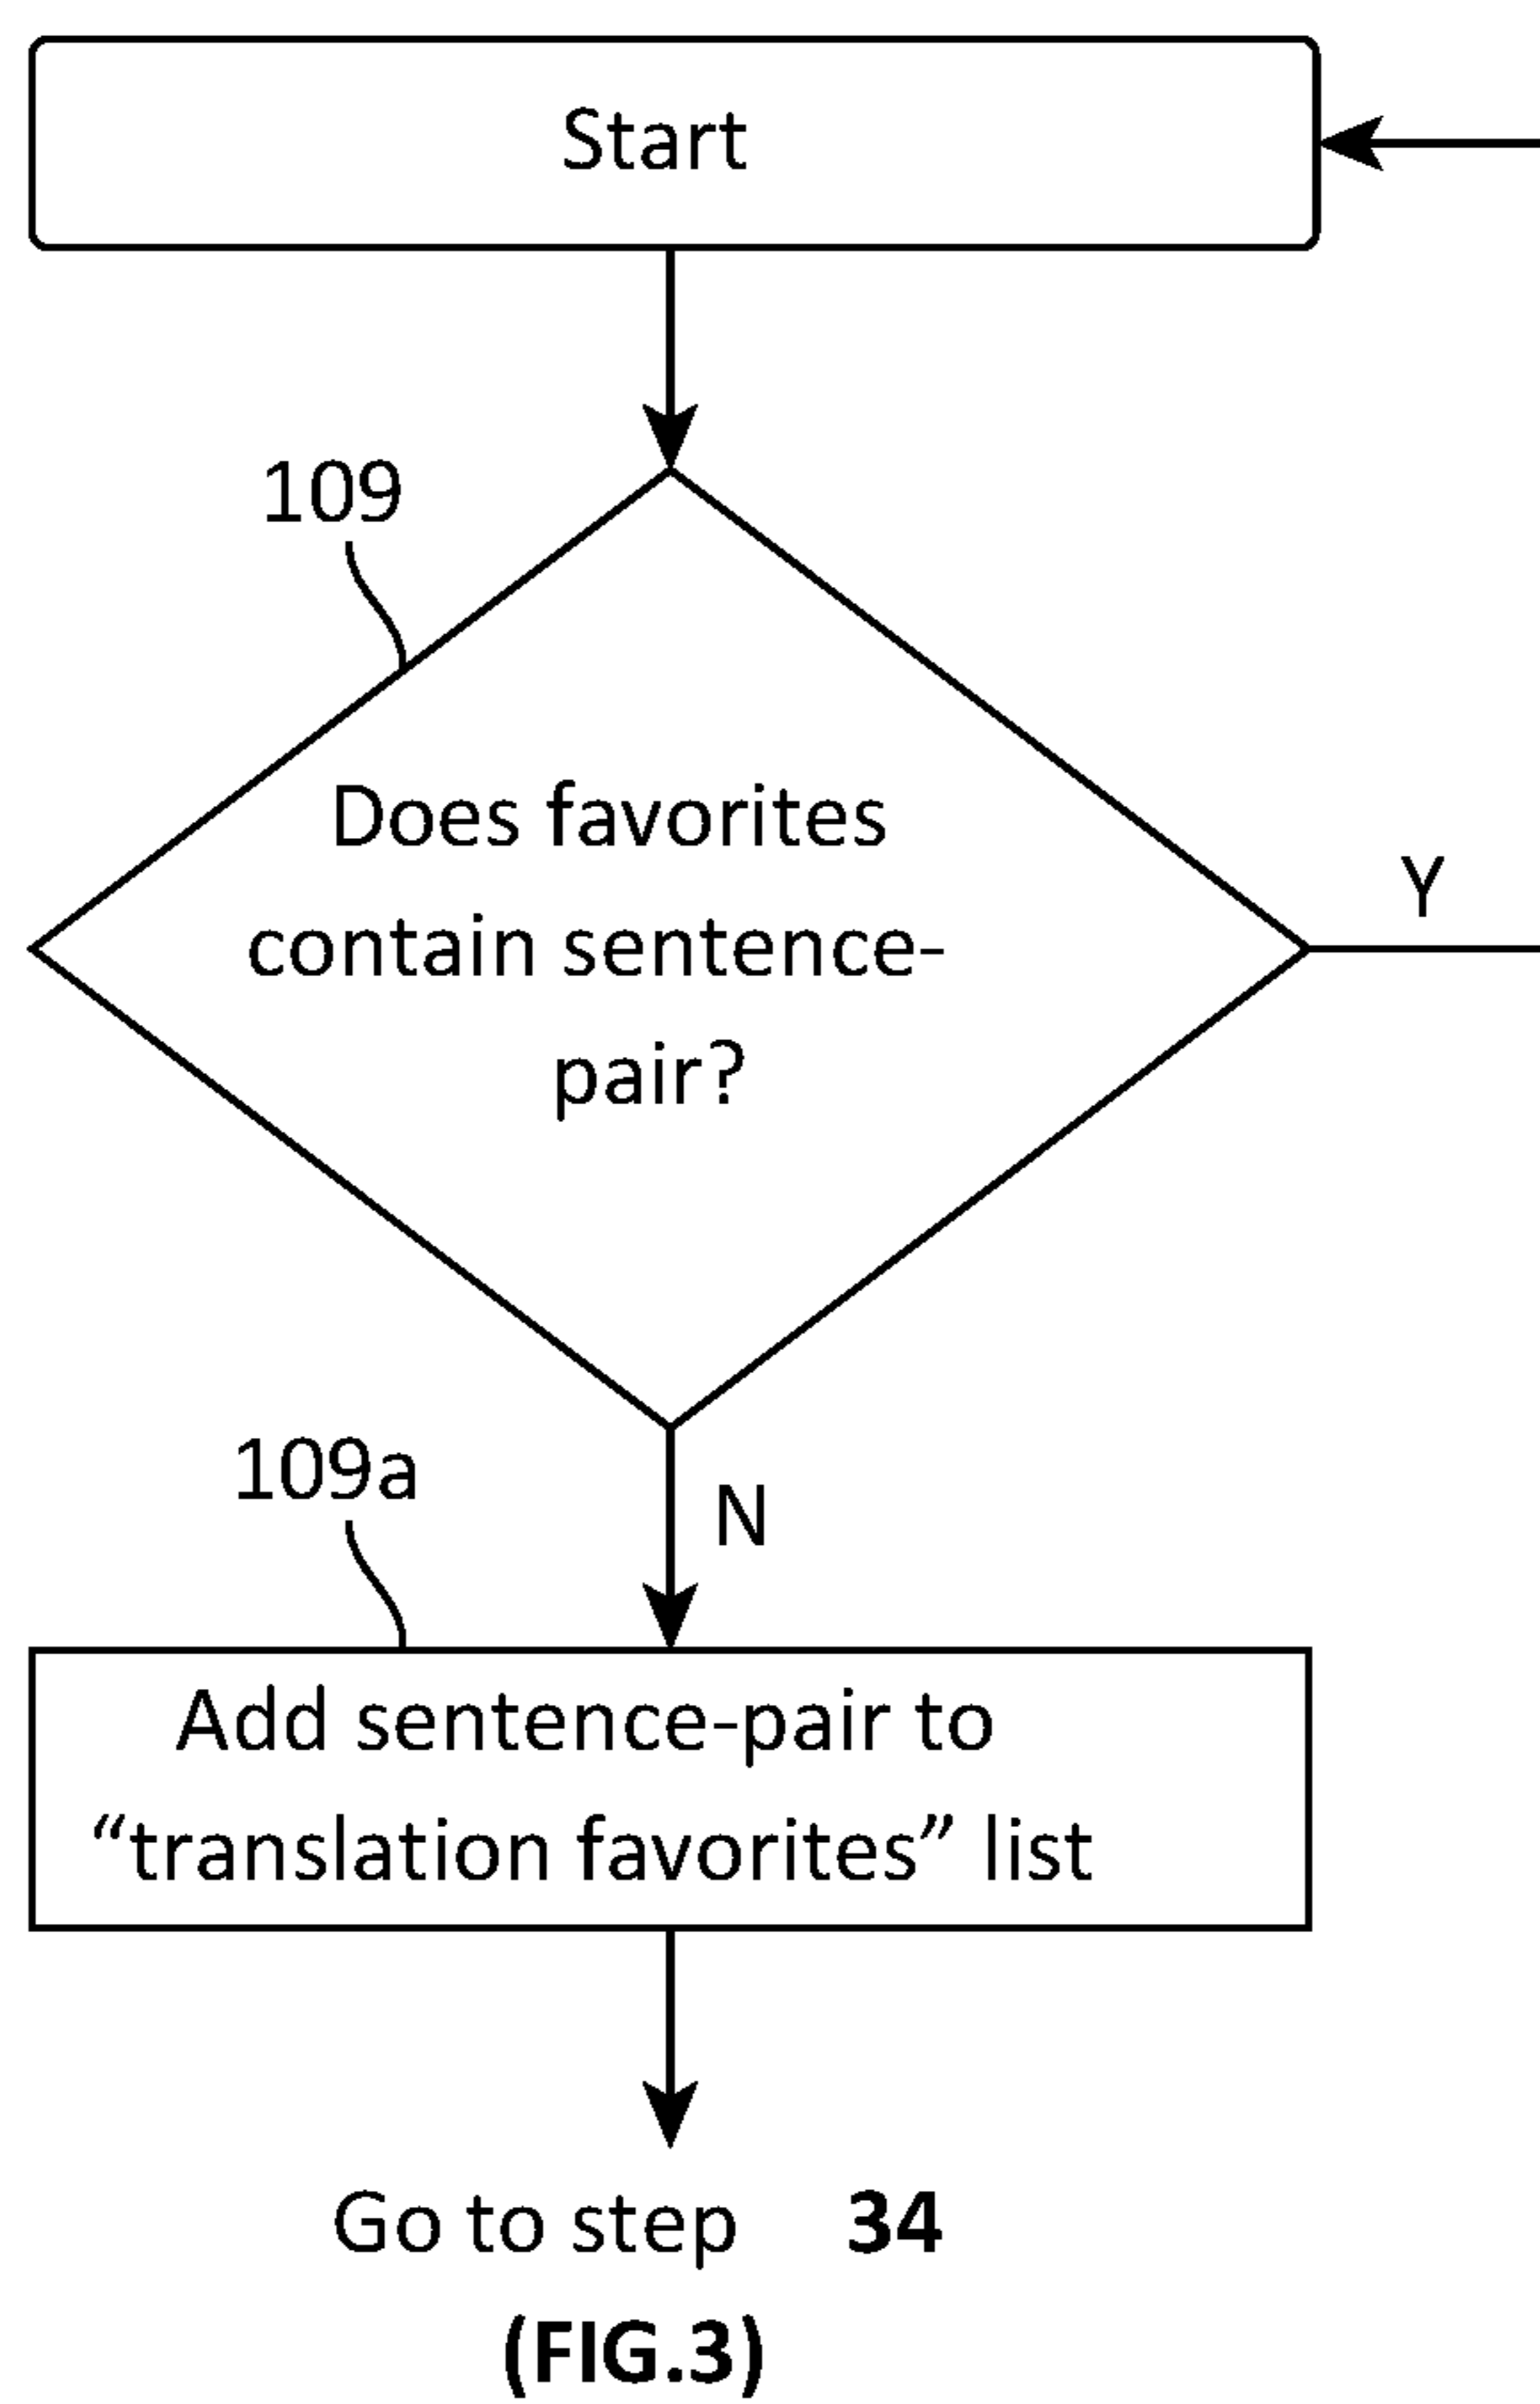 Start
109
Does favorites
contain sentence-
pair?
Y
109a
N
Add sentence-pair to
“translation favorites” list
Go to step 34
(FIG.3)